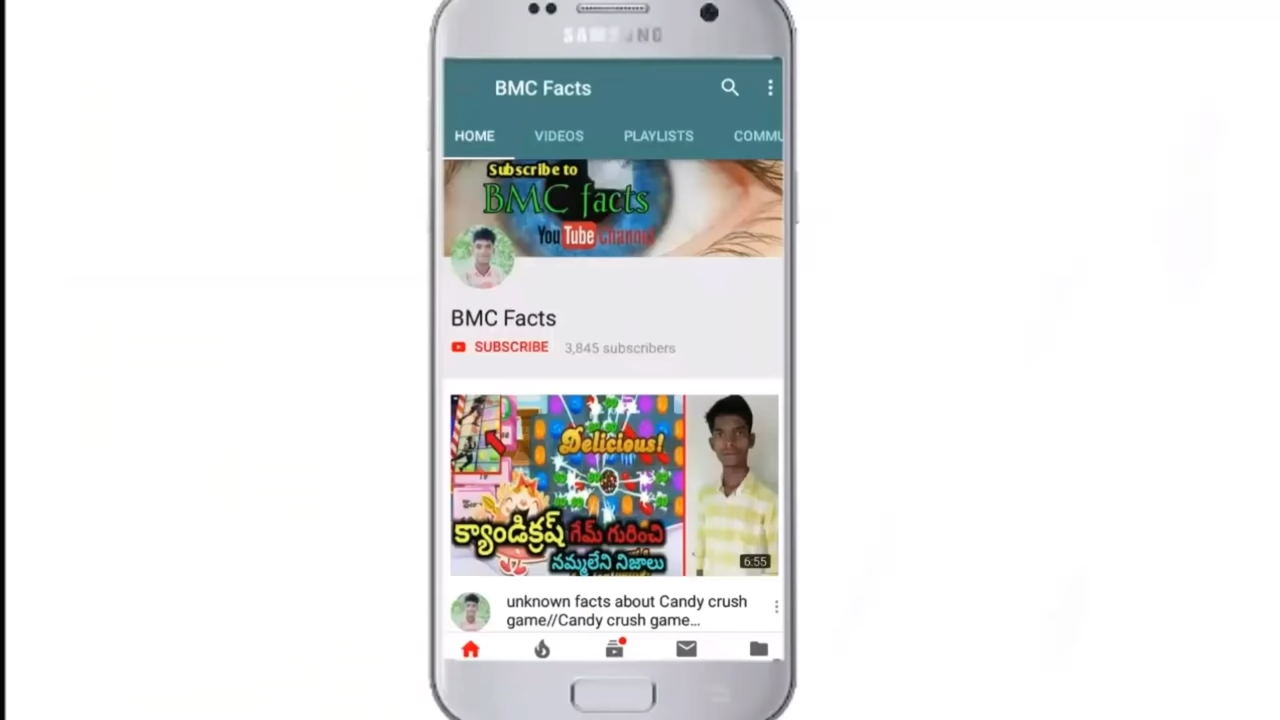 SAMSUNG
BMC Facts
HOME VIDEOS PLAYLISTS COMMU
Subscribe to
BMC facts
YouTube Channel
BMC Facts
SUBSCRIBE 3,845 subscribers
Delicious!
క్యాండిక్రష్ గేమ్ గురించి
నమ్మలేని నిజాలు
6:55
unknown facts about Candy crush
game//Candy crush game...